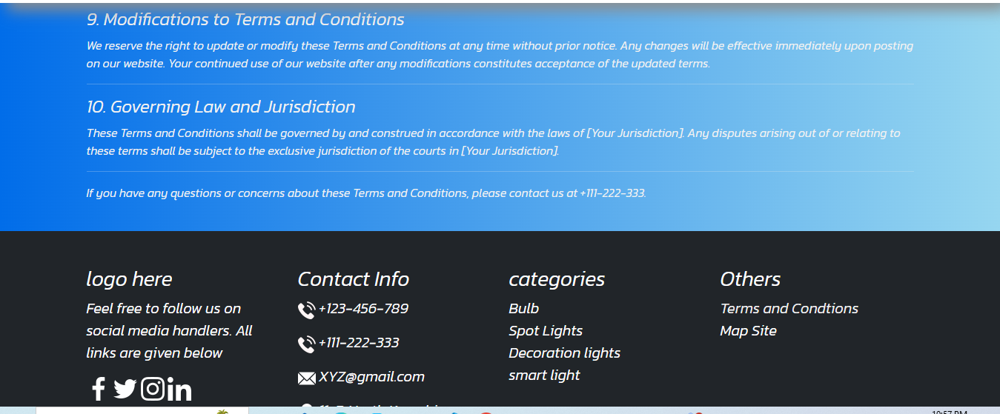 9. Modifications to Terms and Conditions
We reserve the right to update or modify these Terms and Conditions at any time without prior notice. Any changes will be effective immediately upon posting
on our website. Your continued use of our website after any modifications constitutes acceptance of the updated terms.
10. Governing Law and Jurisdiction
These Terms and Conditions shall be governed by and construed in accordance with the laws of [Your Jurisdiction]. Any disputes arising out of or relating to
these terms shall be subject to the exclusive jurisdiction of the courts in [Your Jurisdiction].
If you have any questions or concerns about these Terms and Conditions, please contact us at +111-222-333.
logo here
Feel free to follow us on
social media handlers. All
links are given below
Contact Info
+123-456-789
+111-222-333
XYZ@gmail.com
categories
Bulb
Spot Lights
Decoration lights
smart light
Others
Terms and Condtions
Map Site
10:57 PM